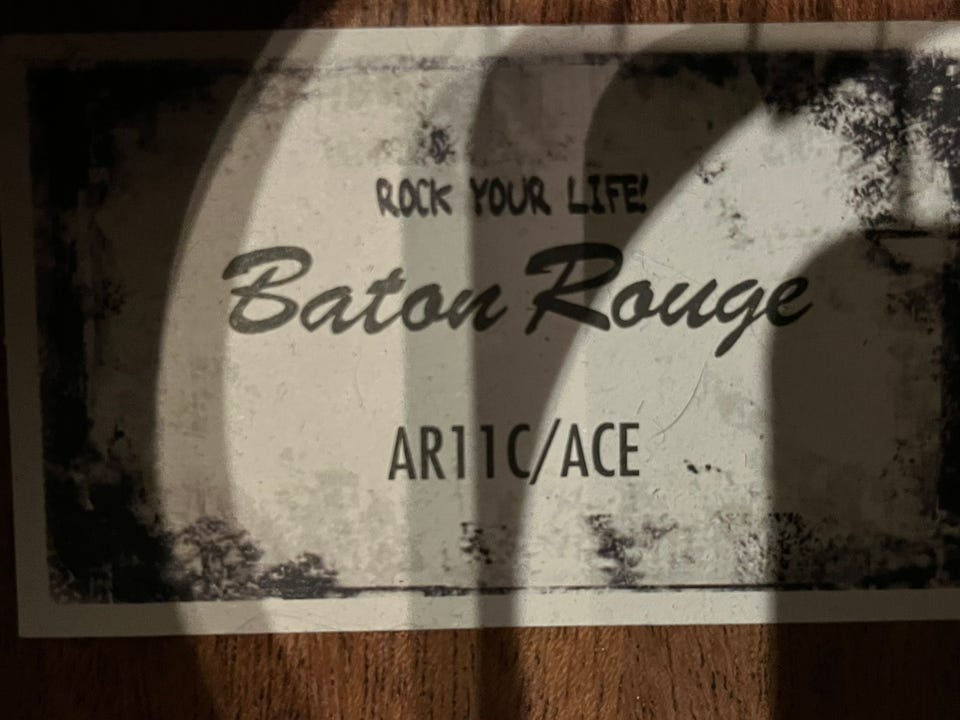 ROCK YOUR LIFE!
Baton Rouge
AR11C/ACE